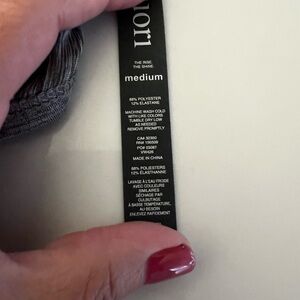 vuori
THE RISE.
THE SHINE.
medium
88% POLYESTER
12% ELASTANE
MACHINE WASH COLD
WITH LIKE COLORS
TUMBLE DRY LOW
AS NEEDED
REMOVE PROMPTLY
MADE IN CHINA
88% POLIESTERS
12% ÉLASTHANNE
LAVAGE À L'EAU FROIDE
AVEC COULEURS
SIMILAIRES
SÉCHAGE PAR
CULBUTAGE
À BASSE TEMPÉRATURE,
AU BESOIN
ENLEVEZ RAPIDEMENT